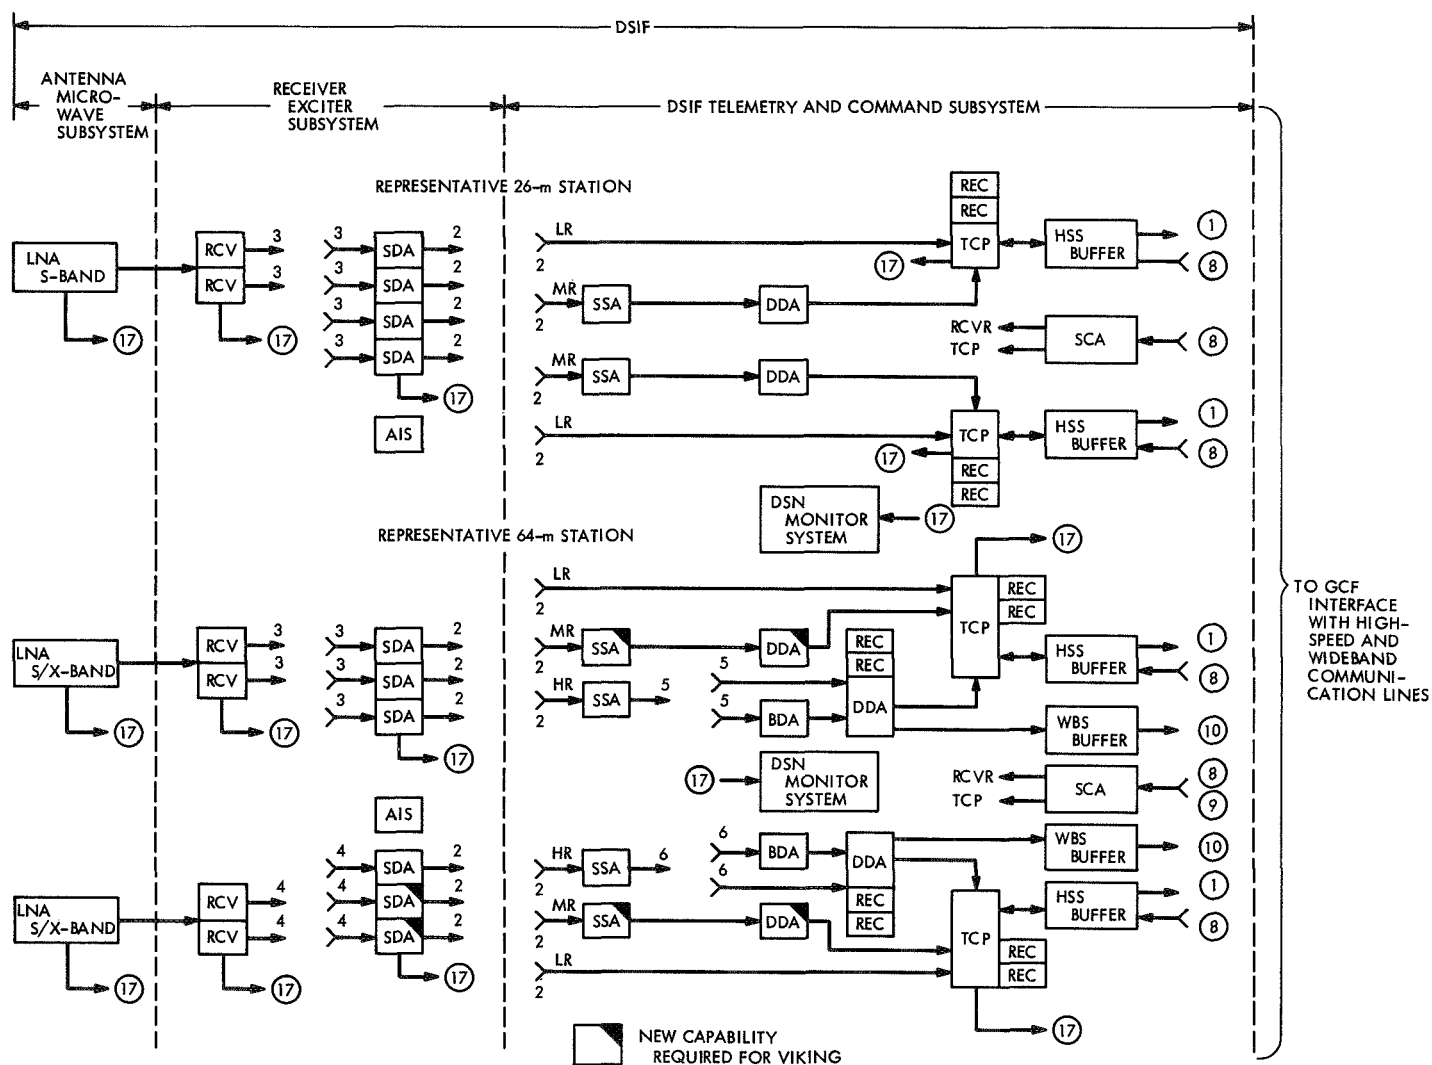 DSIF
ANTENNA
MICRO-
WAVE
SUBSYSTEM
RECEIVER
EXCITER
SUBSYSTEM
DSIF TELEMETRY AND COMMAND SUBSYSTEM
REPRESENTATIVE 26-m STATION
LNA
S-BAND
17
RCV
3
RCV
3
17
3
SDA
2
3
SDA
2
3
SDA
2
3
SDA
2
17
AIS
LR
2
MR
2
SSA
DDA
REC
REC
TCP
17
HSS
BUFFER
1
8
RCVR
TCP
SCA
8
MR
2
SSA
DDA
LR
2
TCP
REC
REC
17
HSS
BUFFER
1
8
DSN
MONITOR
SYSTEM
17
REPRESENTATIVE 64-m STATION
LNA
S/X-BAND
17
RCV
3
RCV
3
17
3
SDA
2
3
SDA
2
3
SDA
2
17
AIS
LR
2
MR
2
SSA
DDA
HR
2
SSA
5
5
5
BDA
REC
REC
DDA
17
TCP
REC
REC
HSS
BUFFER
1
8
WBS
BUFFER
10
17
DSN
MONITOR
SYSTEM
RCVR
TCP
SCA
8
9
LNA
S/X-BAND
17
RCV
4
RCV
4
17
4
SDA
2
4
SDA
2
4
SDA
2
17
HR
2
SSA
6
6
BDA
6
DDA
REC
REC
WBS
BUFFER
10
MR
2
SSA
DDA
LR
2
TCP
REC
REC
17
HSS
BUFFER
1
8
NEW CAPABILITY
REQUIRED FOR VIKING
TO GCF
INTERFACE
WITH HIGH-
SPEED AND
WIDEBAND
COMMUNI-
CATION LINES